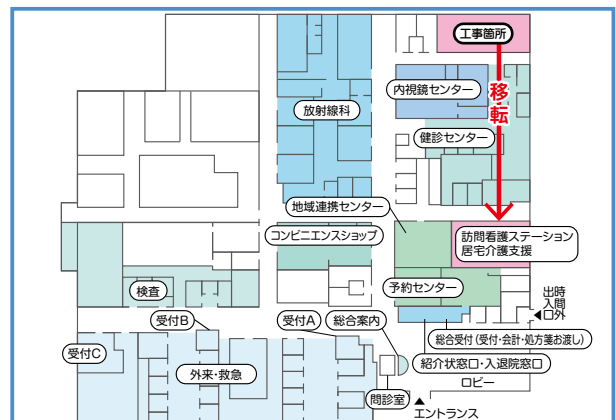 工事箇所
移転
内視鏡センター
放射線科
健診センター
地域連携センター
コンビニエンスショップ
訪問看護ステーション
居宅介護支援
検査
予約センター
出時
入間
口外
受付B
受付A
総合案内
総合受付(受付・会計・処方箋お渡し)
受付C
外来・救急
紹介状窓口・入退院窓口
ロビー
問診室
エントランス